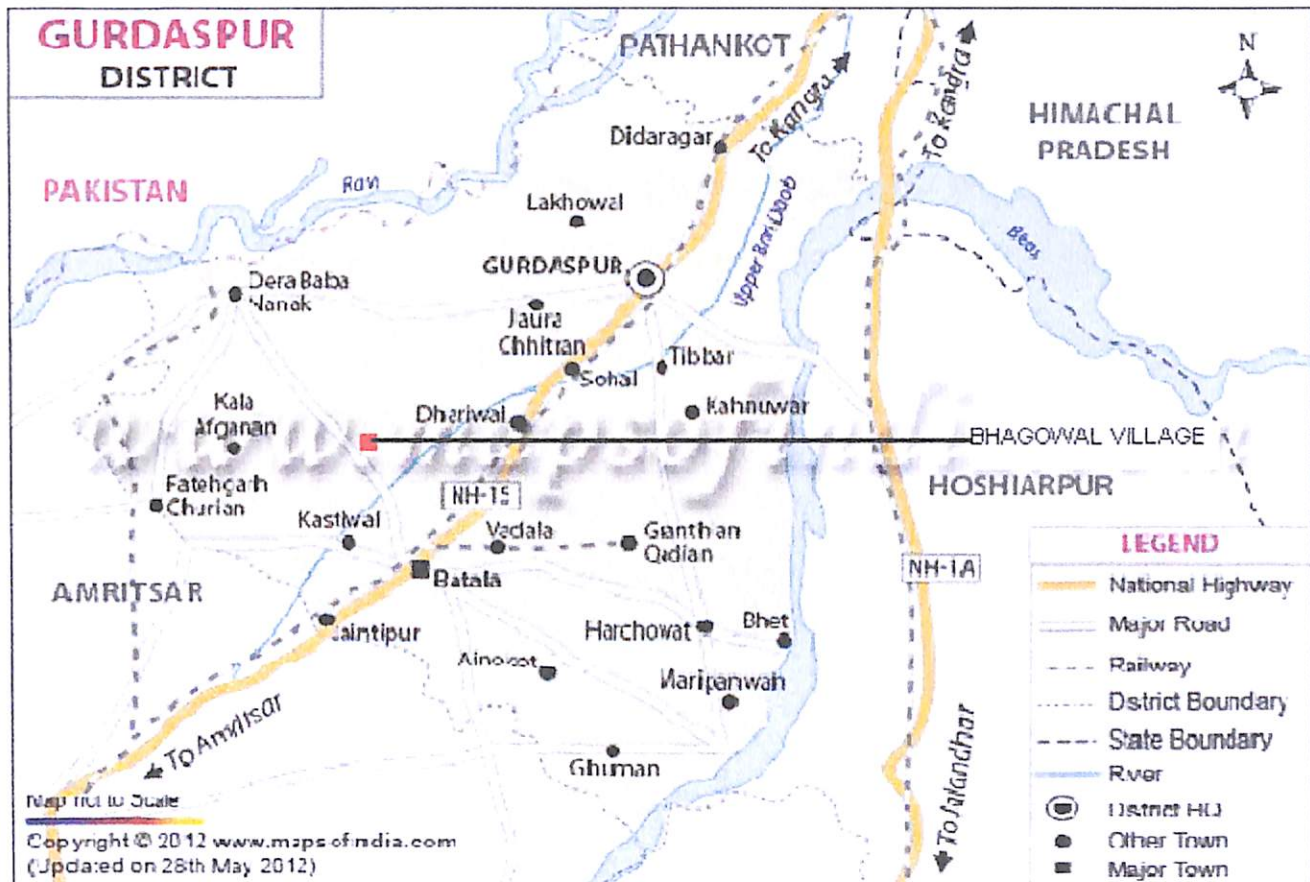 GURDASPUR
DISTRICT
PATHANKOT
N
HIMACHAL
PRADESH
To Kangra
To Kangra
Didaragar
PAKISTAN
Ravi
Lakhowal
Beas
GURDASPUR
Upper Bari Doab
Dera Baba
Nanak
Jaura
Chhitran
Sohal
Tibbar
Kala
Afganan
Dhariwal
Kahnuwar
BHAGOWAL VILLAGE
Fatehgarh
Churian
NH-15
HOSHIARPUR
Kastiwal
Vadala
Qadian
LEGEND
Batala
NH-1A
National Highway
AMRITSAR
Major Road
Jaintipur
Harchowat
Bhet
Railway
District Boundary
Maripanwah
State Boundary
To Amritsar
River
Ghuman
To Jalandhar
District HQ
Map not to Scale
Other Town
Copyright © 2012 www.mapsofindia.com
(Updated on 28th May 2012)
Major Town